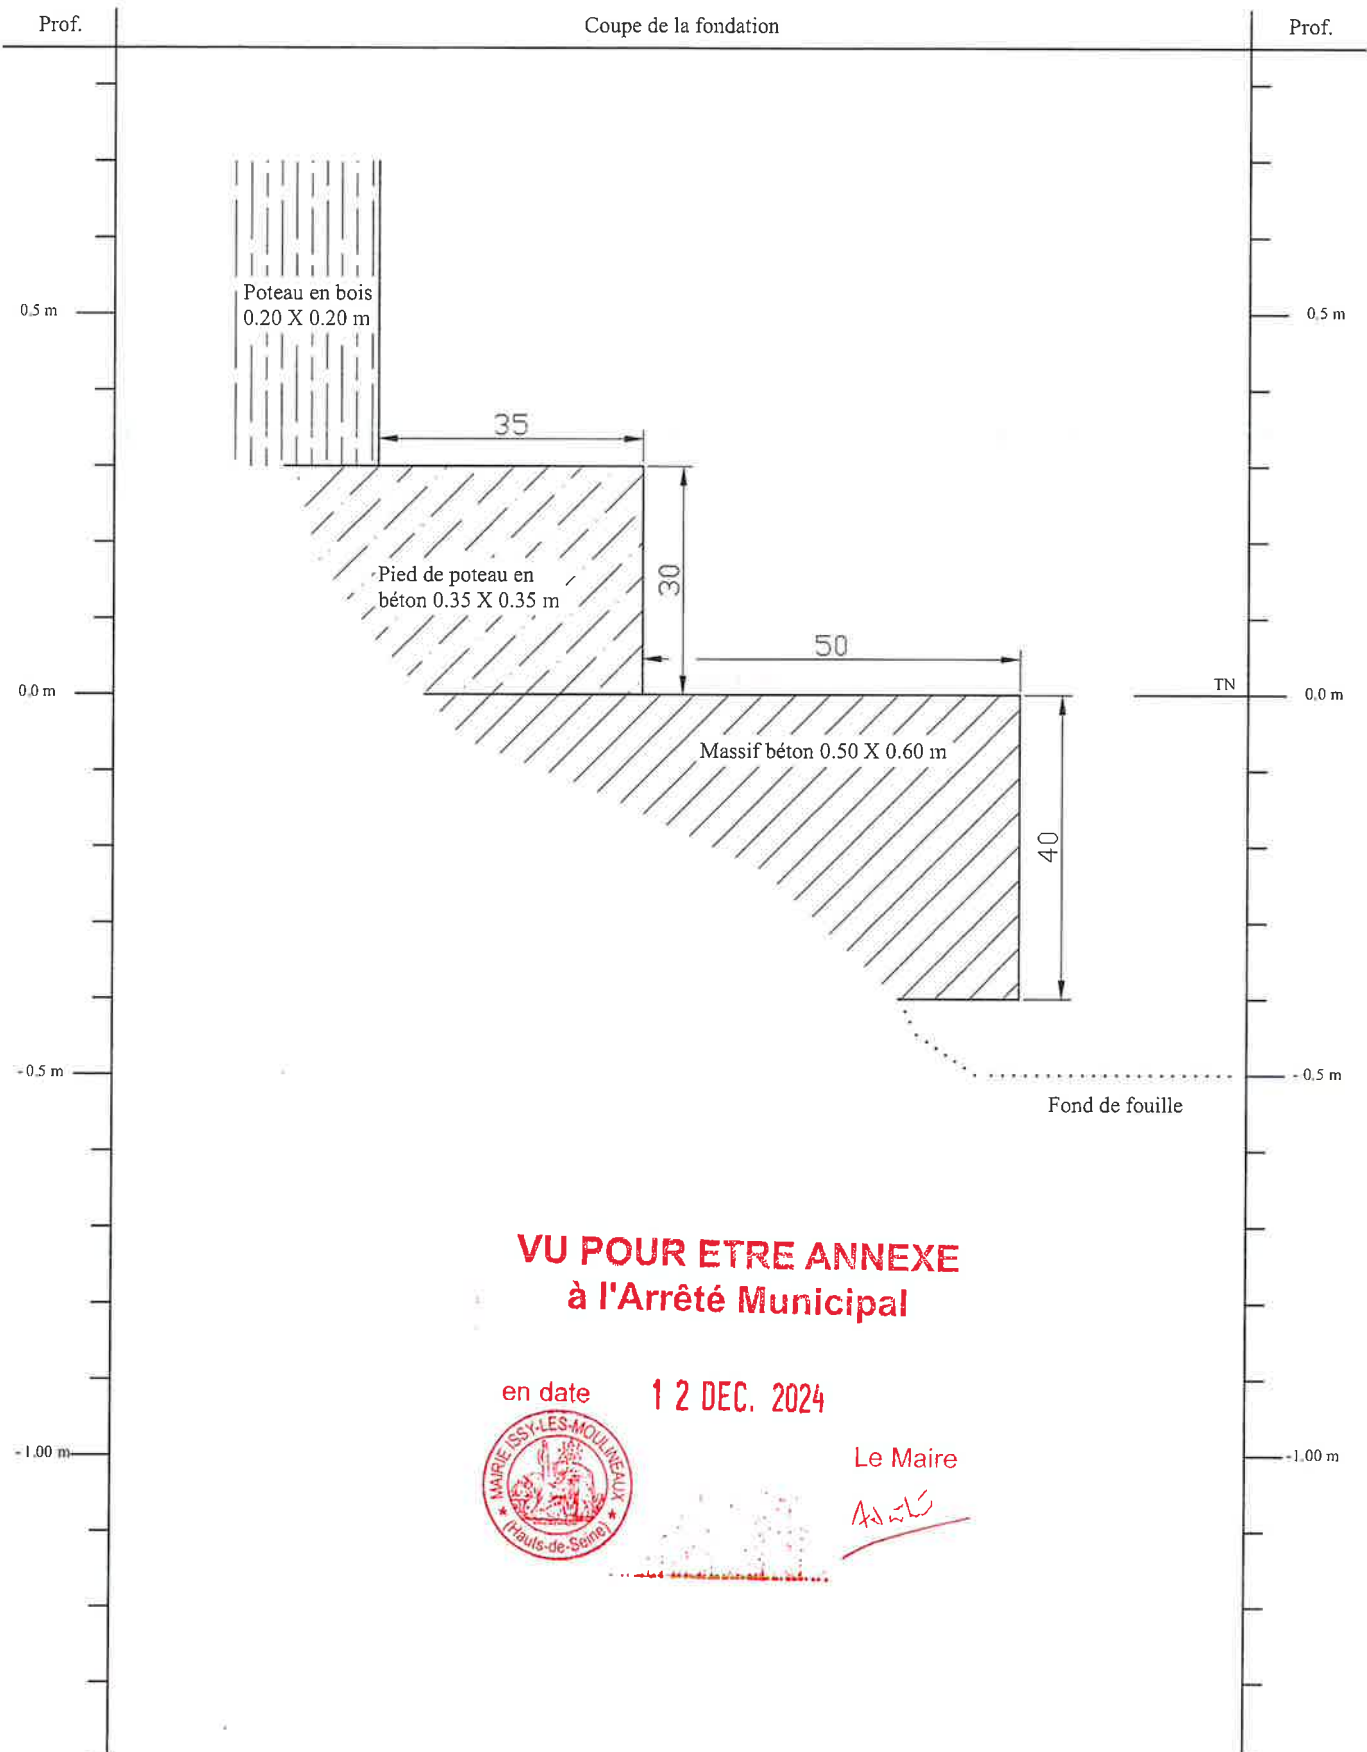 Prof.
Coupe de la fondation
Prof.
Poteau en bois
0.20 X 0.20 m
0,5 m
0,5 m
35
30
Pied de poteau en
béton 0.35 X 0.35 m
50
0,0 m
TN
0,0 m
Massif béton 0.50 X 0.60 m
40
- 0,5 m
- 0,5 m
Fond de fouille
VU POUR ETRE ANNEXE
à l'Arrêté Municipal
en date
1 2 DEC. 2024
MAIRIE ISSY-LES-MOULINEAUX
(Hauts-de-Seine)
- 1.00 m
-1.00 m
Le Maire